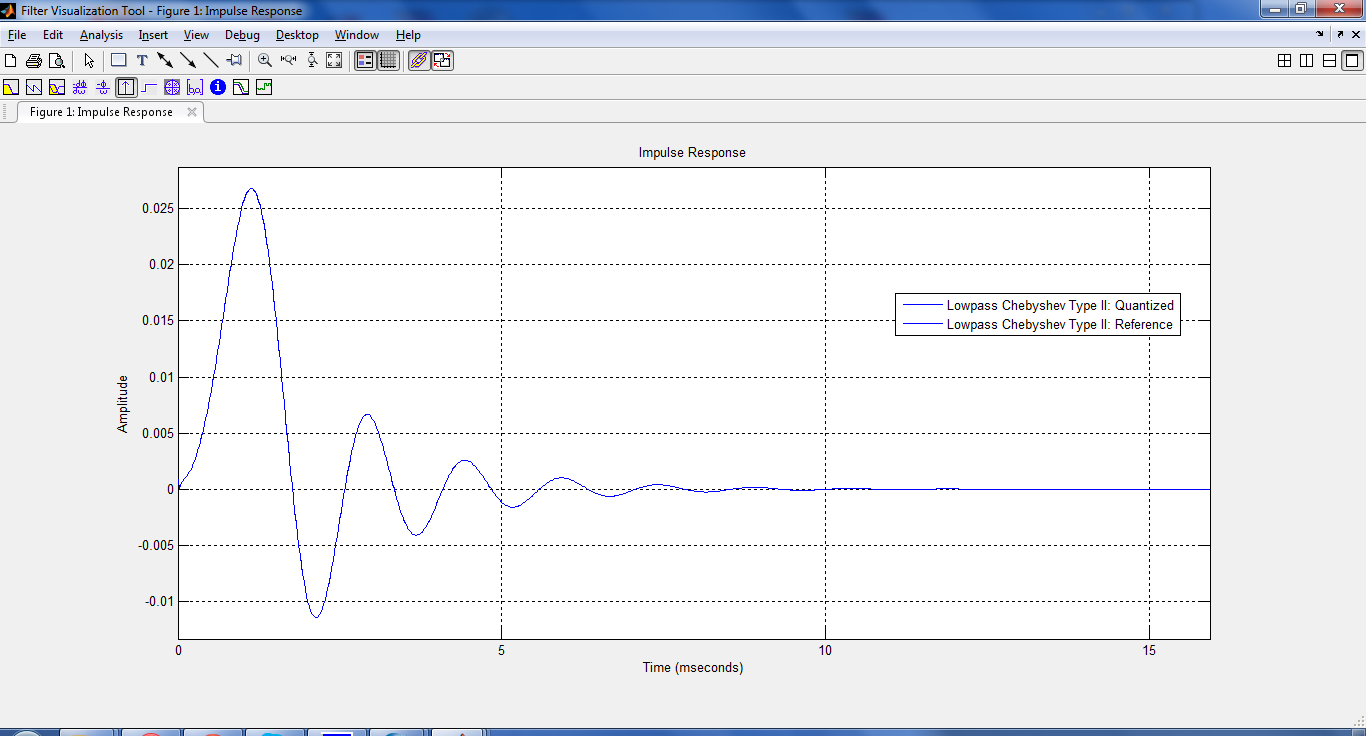 Filter Visualization Tool - Figure 1: Impulse Response
File Edit Analysis Insert View Debug Desktop Window Help
Figure 1: Impulse Response
Impulse Response
0.025
0.02
0.015
0.01
0.005
0
-0.005
-0.01
Amplitude
Lowpass Chebyshev Type II: Quantized
Lowpass Chebyshev Type II: Reference
0 5 10 15
Time (mseconds)